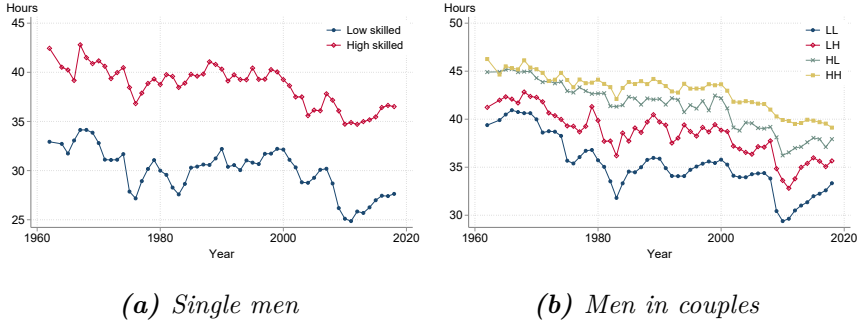 Hours
45
40
35
30
25
1960
1980
2000
2020
Year
Low skilled
High skilled
(a) Single men
Hours
50
45
40
35
30
1960
1980
2000
2020
Year
LL
LH
HL
HH
(b) Men in couples